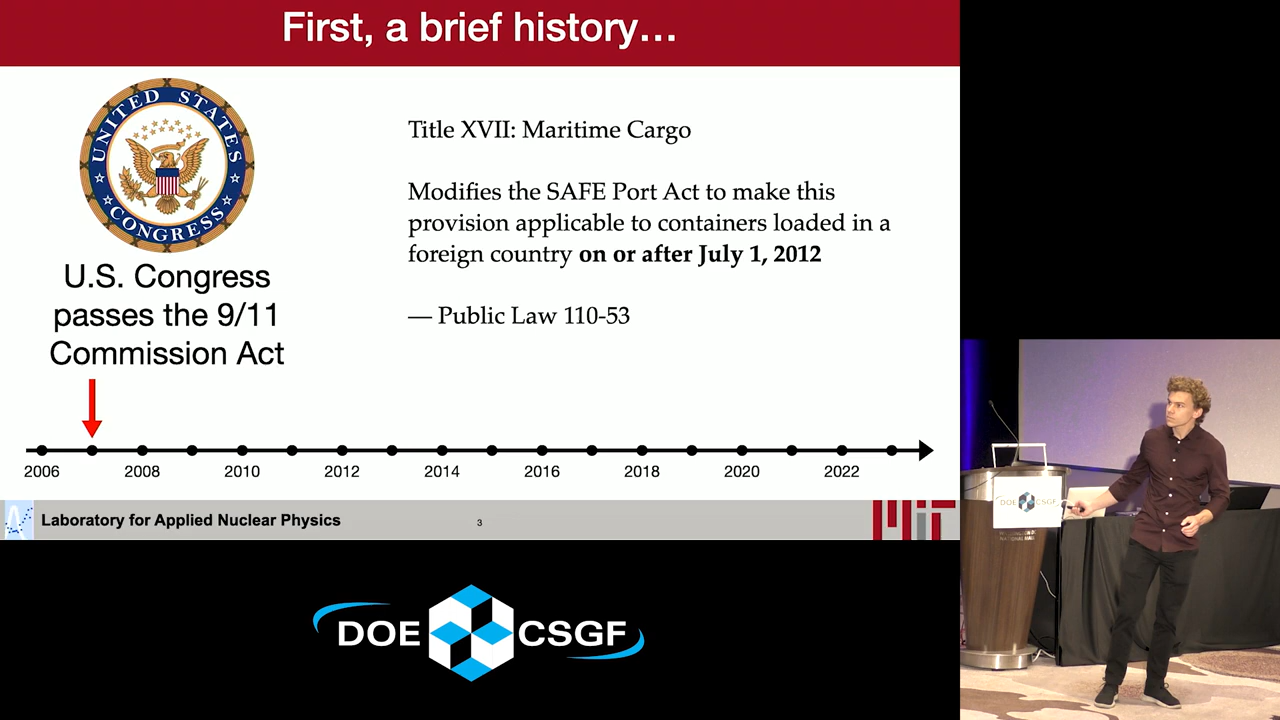 First, a brief history…
UNITED STATES
CONGRESS
Title XVII: Maritime Cargo
Modifies the SAFE Port Act to make this
provision applicable to containers loaded in a
foreign country on or after July 1, 2012
— Public Law 110-53
U.S. Congress
passes the 9/11
Commission Act
2006 2008 2010 2012 2014 2016 2018 2020 2022
Laboratory for Applied Nuclear Physics
3
MIT
DOE CSGF
DOE CSGF